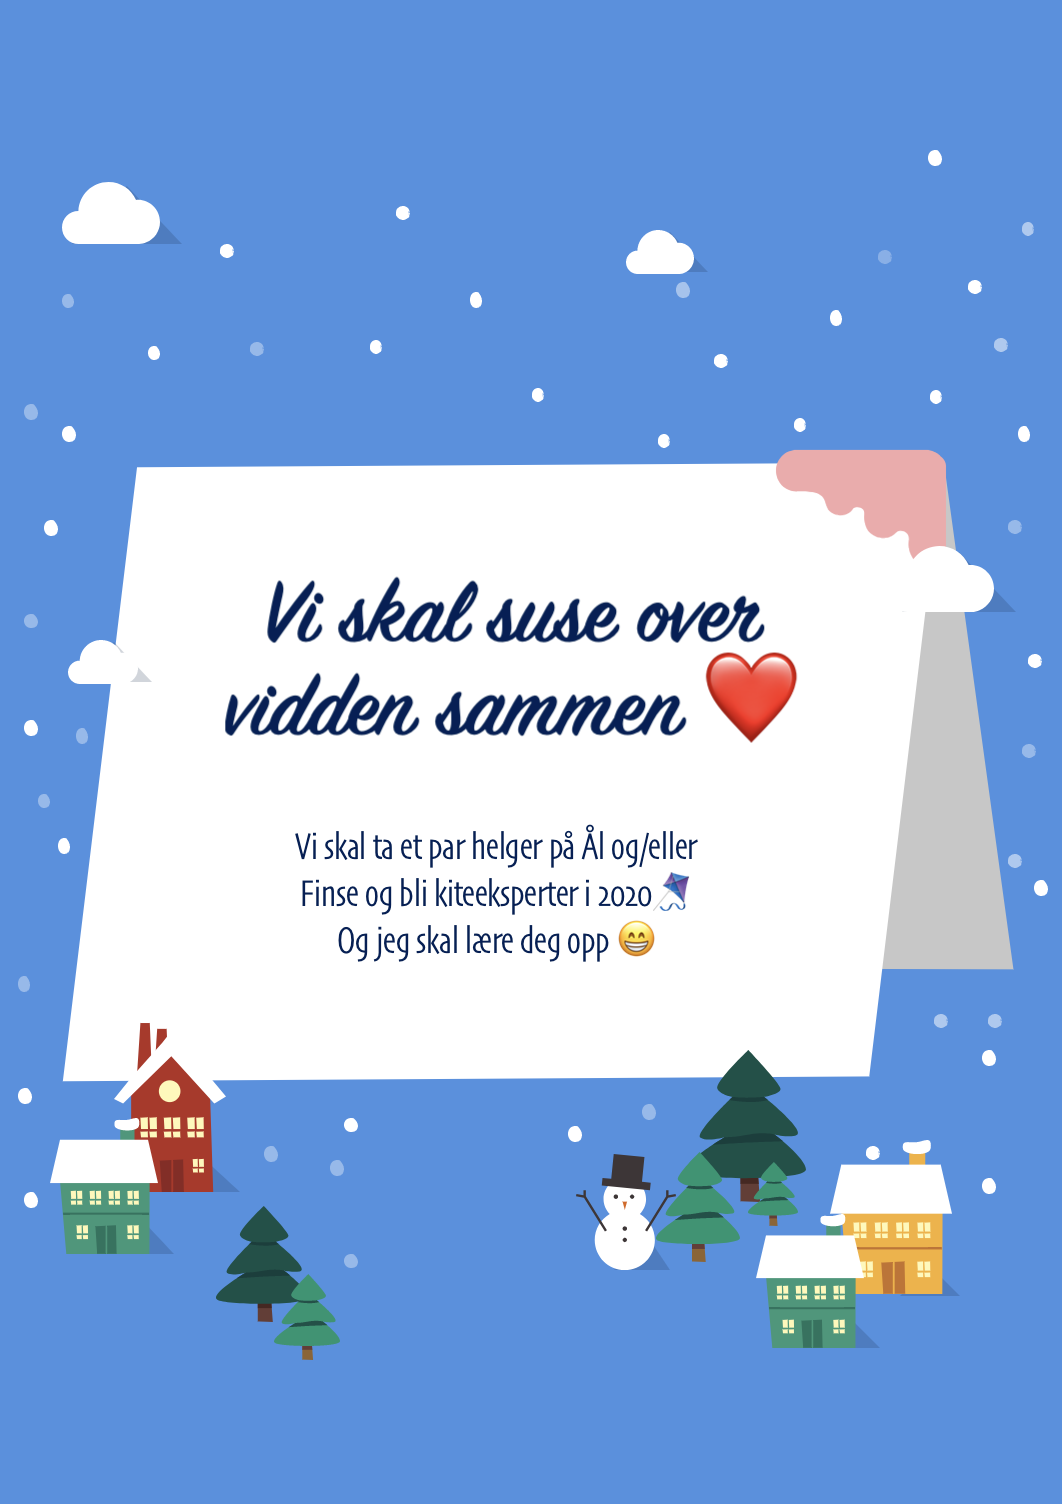 Vi skal suse over
vidden sammen ❤️
Vi skal ta et par helger på Ål og/eller
Finse og bli kiteeksperter i 2020🪁
Og jeg skal lære deg opp 😁